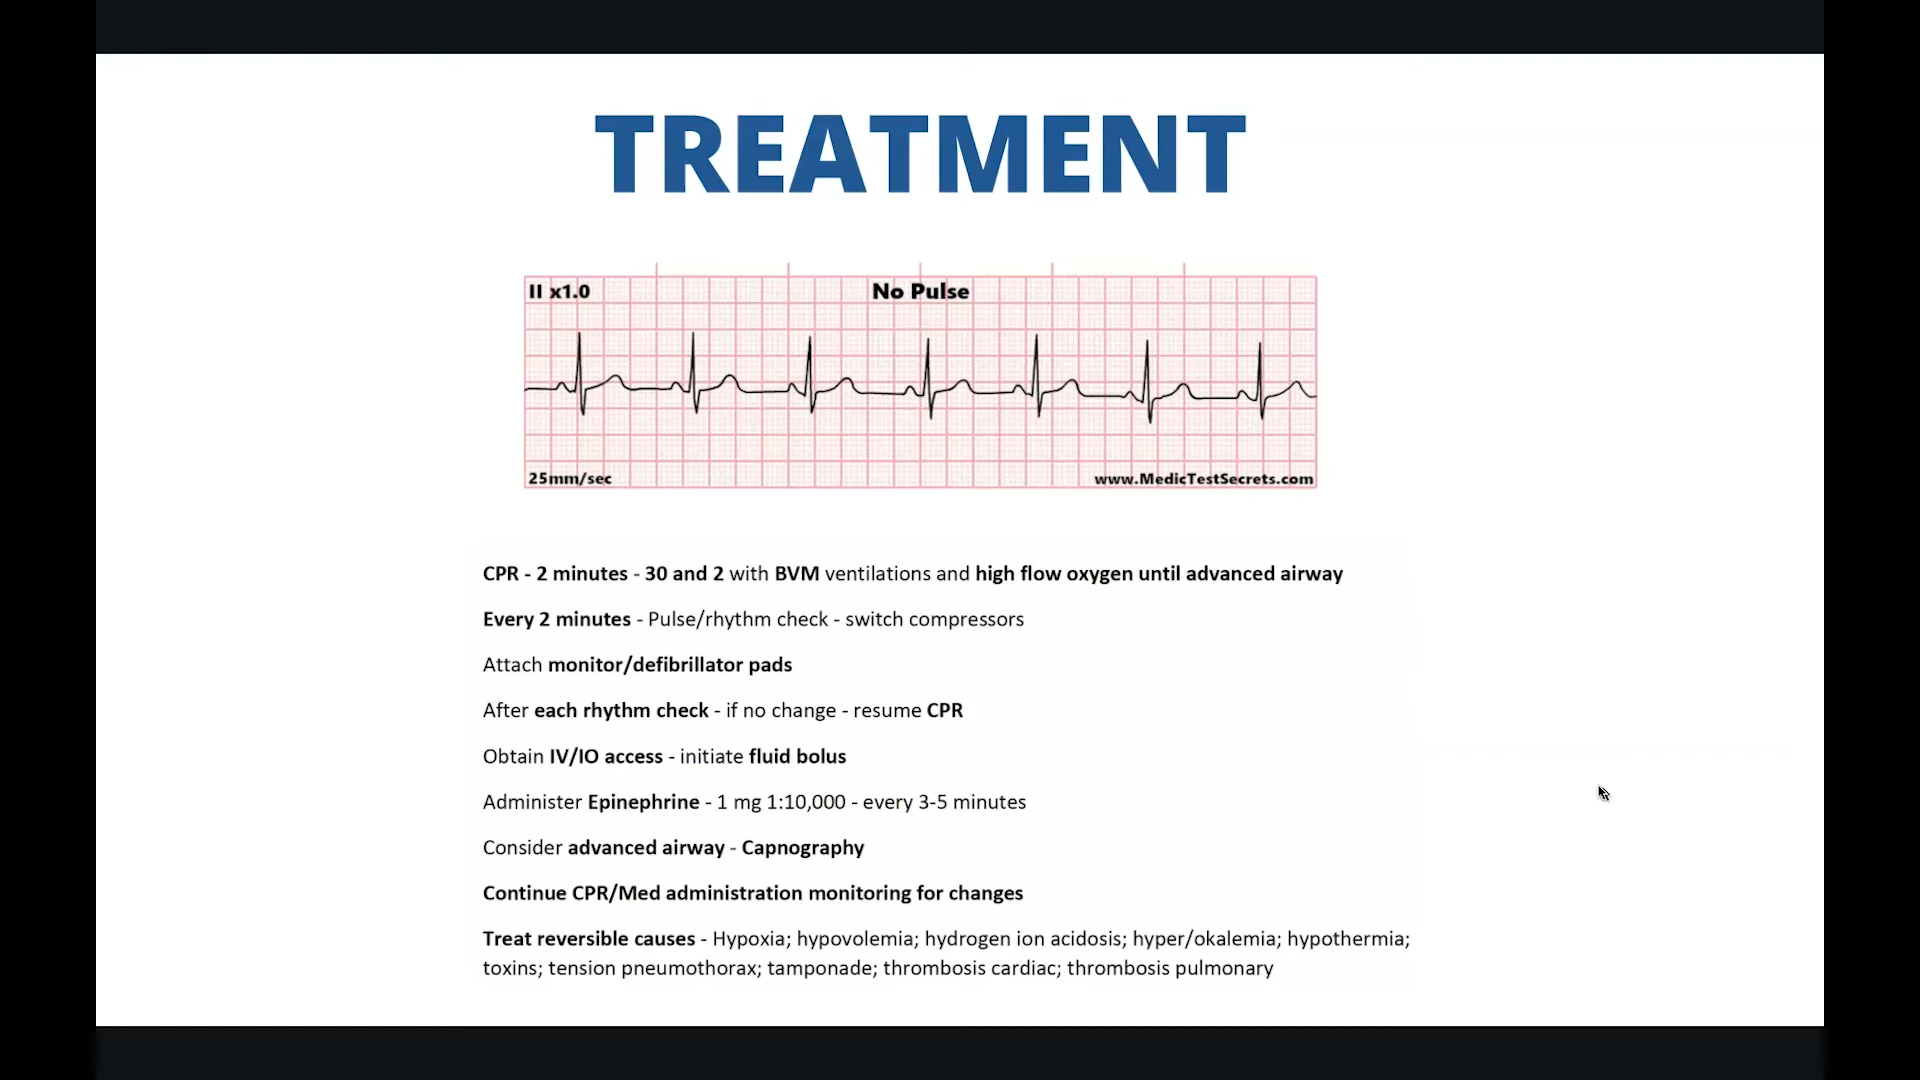 TREATMENT
II x1.0
No Pulse
25mm/sec
www.MedicTestSecrets.com
CPR - 2 minutes - 30 and 2 with BVM ventilations and high flow oxygen until advanced airway
Every 2 minutes - Pulse/rhythm check - switch compressors
Attach monitor/defibrillator pads
After each rhythm check - if no change - resume CPR
Obtain IV/IO access - initiate fluid bolus
Administer Epinephrine - 1 mg 1:10,000 - every 3-5 minutes
Consider advanced airway - Capnography
Continue CPR/Med administration monitoring for changes
Treat reversible causes - Hypoxia; hypovolemia; hydrogen ion acidosis; hyper/okalemia; hypothermia;
toxins; tension pneumothorax; tamponade; thrombosis cardiac; thrombosis pulmonary